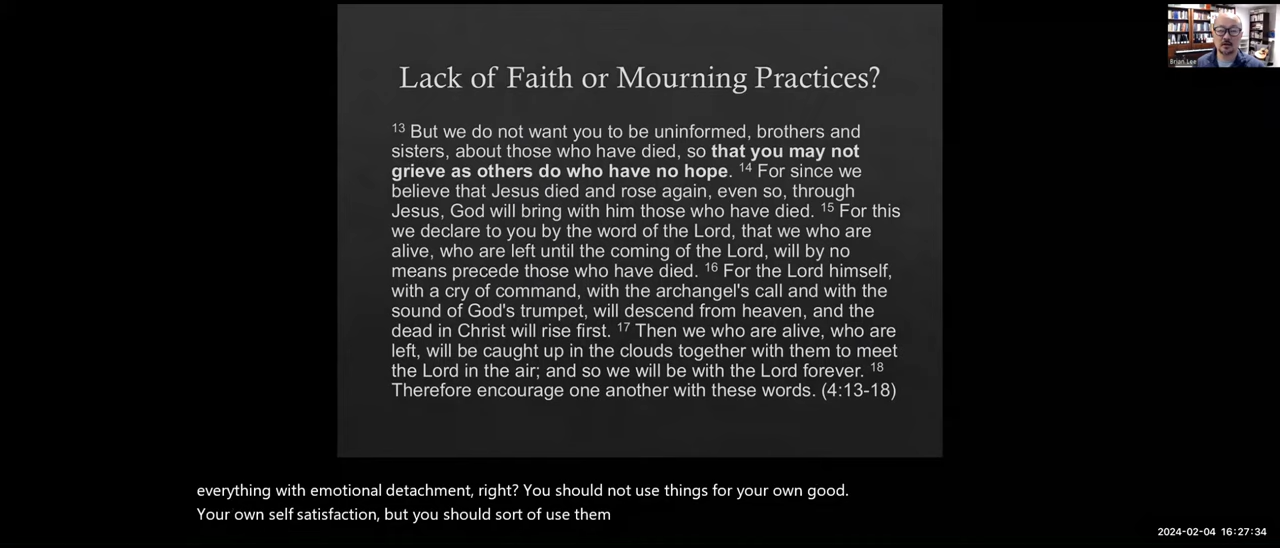 Lack of Faith or Mourning Practices?
13 But we do not want you to be uninformed, brothers and
sisters, about those who have died, so that you may not
grieve as others do who have no hope. 14 For since we
believe that Jesus died and rose again, even so, through
Jesus, God will bring with him those who have died. 15 For this
we declare to you by the word of the Lord, that we who are
alive, who are left until the coming of the Lord, will by no
means precede those who have died. 16 For the Lord himself,
with a cry of command, with the archangel's call and with the
sound of God's trumpet, will descend from heaven, and the
dead in Christ will rise first. 17 Then we who are alive, who are
left, will be caught up in the clouds together with them to meet
the Lord in the air; and so we will be with the Lord forever. 18
Therefore encourage one another with these words. (4:13-18)
Brian Lee
everything with emotional detachment, right? You should not use things for your own good.
Your own self satisfaction, but you should sort of use them
2024-02-04 16:27:34